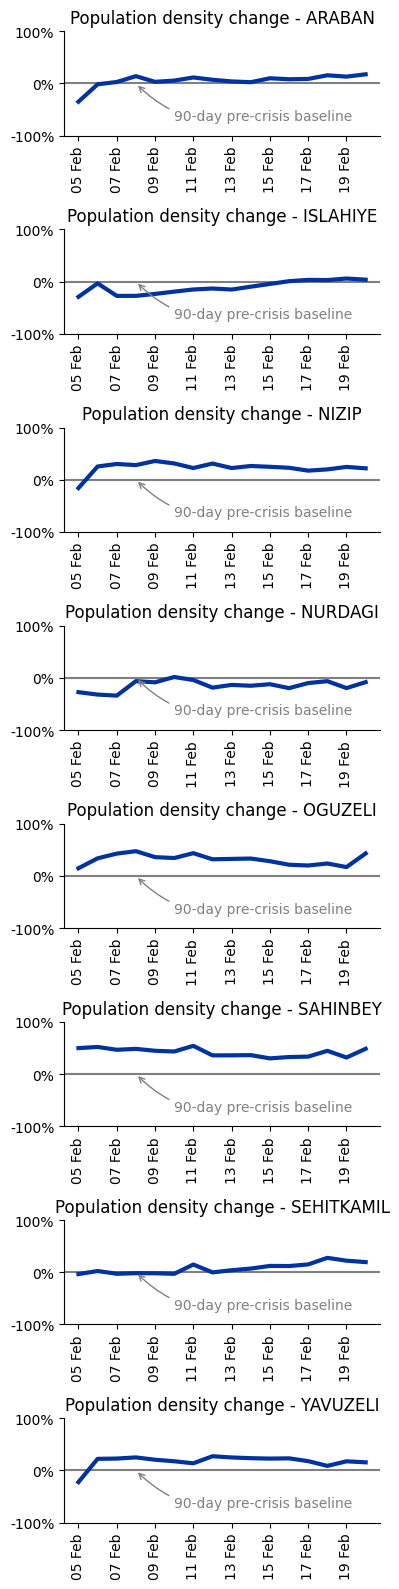 Population density change - ARABAN
100%
0%
-100%
90-day pre-crisis baseline
05 Feb
07 Feb
09 Feb
11 Feb
13 Feb
15 Feb
17 Feb
19 Feb
Population density change - ISLAHIYE
100%
0%
-100%
90-day pre-crisis baseline
05 Feb
07 Feb
09 Feb
11 Feb
13 Feb
15 Feb
17 Feb
19 Feb
Population density change - NIZIP
100%
0%
-100%
90-day pre-crisis baseline
05 Feb
07 Feb
09 Feb
11 Feb
13 Feb
15 Feb
17 Feb
19 Feb
Population density change - NURDAGI
100%
0%
-100%
90-day pre-crisis baseline
05 Feb
07 Feb
09 Feb
11 Feb
13 Feb
15 Feb
17 Feb
19 Feb
Population density change - OGUZELI
100%
0%
-100%
90-day pre-crisis baseline
05 Feb
07 Feb
09 Feb
11 Feb
13 Feb
15 Feb
17 Feb
19 Feb
Population density change - SAHINBEY
100%
0%
-100%
90-day pre-crisis baseline
05 Feb
07 Feb
09 Feb
11 Feb
13 Feb
15 Feb
17 Feb
19 Feb
Population density change - SEHITKAMIL
100%
0%
-100%
90-day pre-crisis baseline
05 Feb
07 Feb
09 Feb
11 Feb
13 Feb
15 Feb
17 Feb
19 Feb
Population density change - YAVUZELI
100%
0%
-100%
90-day pre-crisis baseline
05 Feb
07 Feb
09 Feb
11 Feb
13 Feb
15 Feb
17 Feb
19 Feb